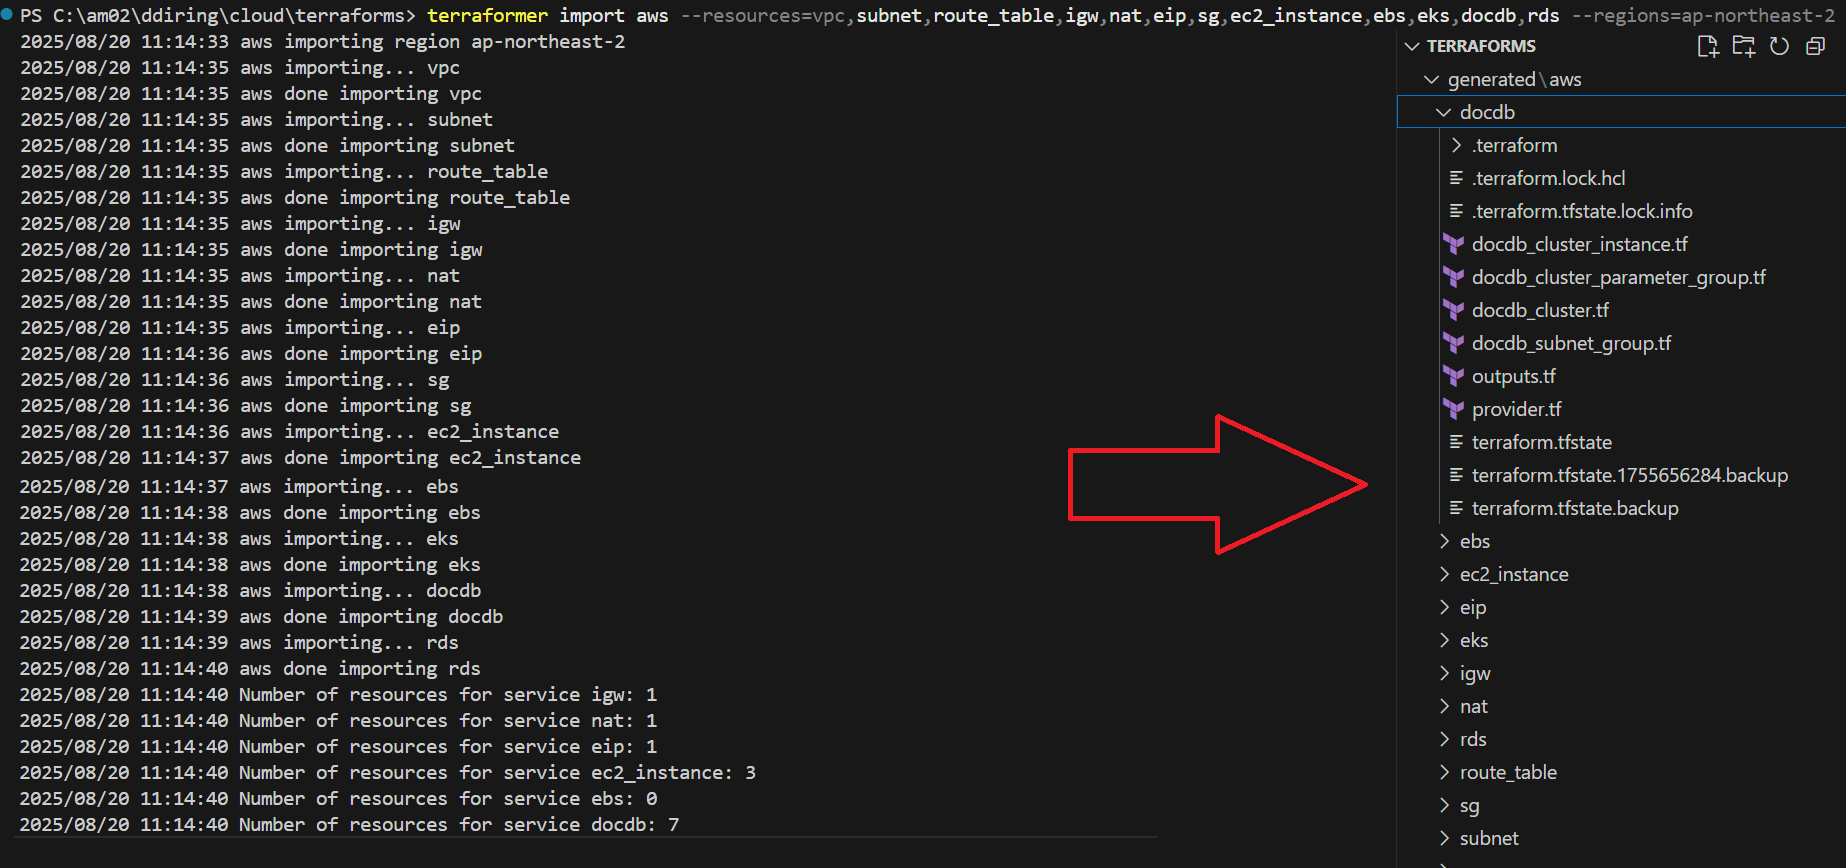 PS C:\am02\ddiring\cloud\terraforms> terraformer import aws --resources=vpc,subnet,route_table,igw,nat,eip,sg,ec2_instance,ebs,eks,docdb,rds --regions=ap-northeast-2
2025/08/20 11:14:33 aws importing region ap-northeast-2
2025/08/20 11:14:35 aws importing... vpc
2025/08/20 11:14:35 aws done importing vpc
2025/08/20 11:14:35 aws importing... subnet
2025/08/20 11:14:35 aws done importing subnet
2025/08/20 11:14:35 aws importing... route_table
2025/08/20 11:14:35 aws done importing route_table
2025/08/20 11:14:35 aws importing... igw
2025/08/20 11:14:35 aws done importing igw
2025/08/20 11:14:35 aws importing... nat
2025/08/20 11:14:35 aws done importing nat
2025/08/20 11:14:35 aws importing... eip
2025/08/20 11:14:36 aws done importing eip
2025/08/20 11:14:36 aws importing... sg
2025/08/20 11:14:36 aws done importing sg
2025/08/20 11:14:36 aws importing... ec2_instance
2025/08/20 11:14:37 aws done importing ec2_instance
2025/08/20 11:14:37 aws importing... ebs
2025/08/20 11:14:38 aws done importing ebs
2025/08/20 11:14:38 aws importing... eks
2025/08/20 11:14:38 aws done importing eks
2025/08/20 11:14:38 aws importing... docdb
2025/08/20 11:14:39 aws done importing docdb
2025/08/20 11:14:39 aws importing... rds
2025/08/20 11:14:40 aws done importing rds
2025/08/20 11:14:40 Number of resources for service igw: 1
2025/08/20 11:14:40 Number of resources for service nat: 1
2025/08/20 11:14:40 Number of resources for service eip: 1
2025/08/20 11:14:40 Number of resources for service ec2_instance: 3
2025/08/20 11:14:40 Number of resources for service ebs: 0
2025/08/20 11:14:40 Number of resources for service docdb: 7
TERRAFORMS
generated\aws
docdb
.terraform
.terraform.lock.hcl
.terraform.tfstate.lock.info
docdb_cluster_instance.tf
docdb_cluster_parameter_group.tf
docdb_cluster.tf
docdb_subnet_group.tf
outputs.tf
provider.tf
terraform.tfstate
terraform.tfstate.1755656284.backup
terraform.tfstate.backup
ebs
ec2_instance
eip
eks
igw
nat
rds
route_table
sg
subnet